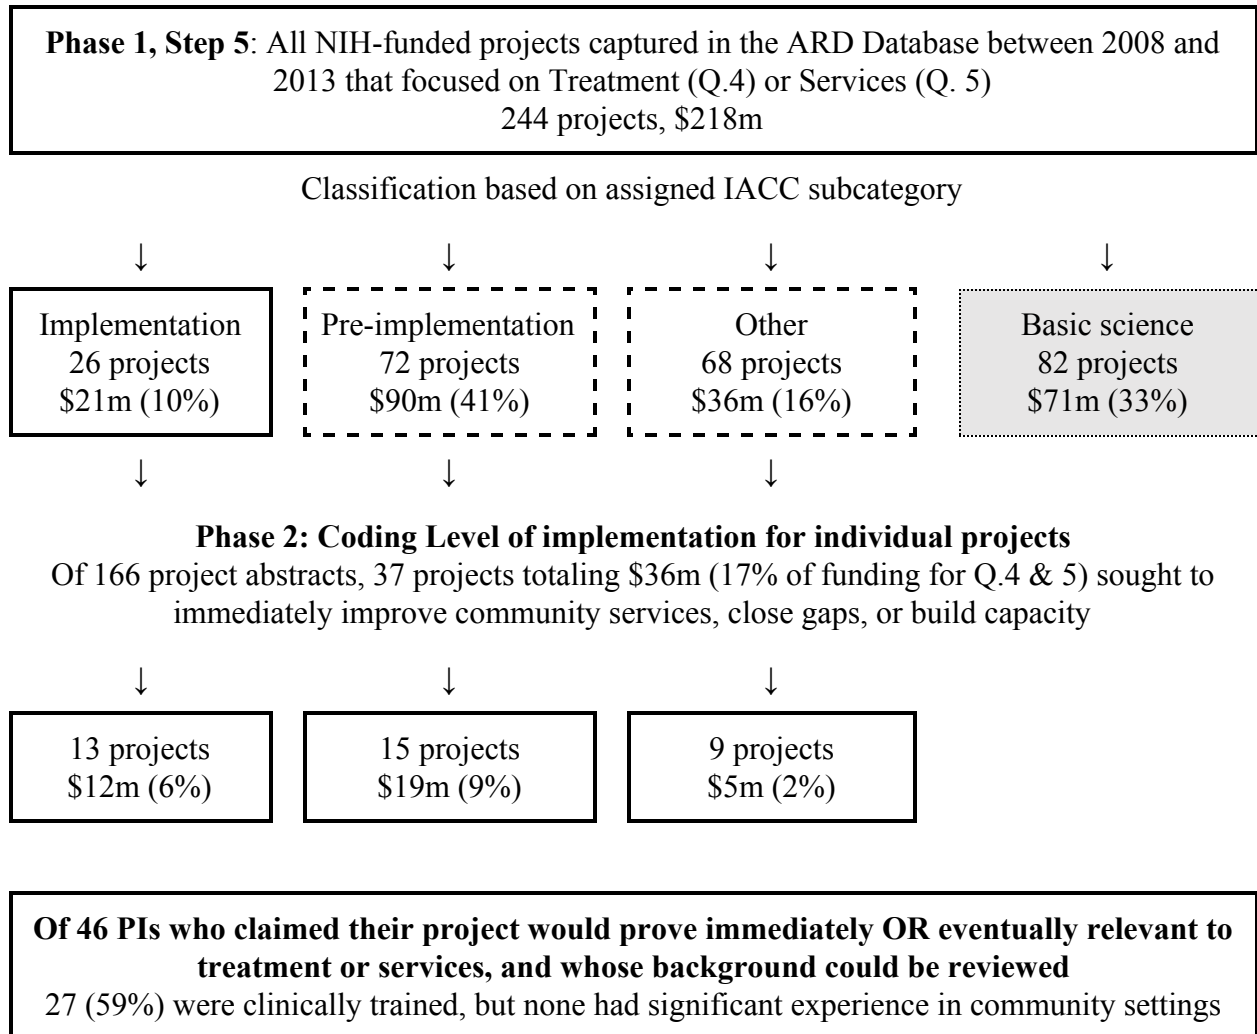 Phase 1, Step 5: All NIH-funded projects captured in the ARD Database between 2008 and
2013 that focused on Treatment (Q.4) or Services (Q. 5)
244 projects, $218m
Classification based on assigned IACC subcategory
↓ ↓ ↓ ↓
Implementation
26 projects
$21m (10%)
Pre-implementation
72 projects
$90m (41%)
Other
68 projects
$36m (16%)
Basic science
82 projects
$71m (33%)
↓ ↓ ↓
Phase 2: Coding Level of implementation for individual projects
Of 166 project abstracts, 37 projects totaling $36m (17% of funding for Q.4 & 5) sought to
immediately improve community services, close gaps, or build capacity
↓ ↓ ↓
13 projects
$12m (6%)
15 projects
$19m (9%)
9 projects
$5m (2%)
Of 46 PIs who claimed their project would prove immediately OR eventually relevant to
treatment or services, and whose background could be reviewed
27 (59%) were clinically trained, but none had significant experience in community settings